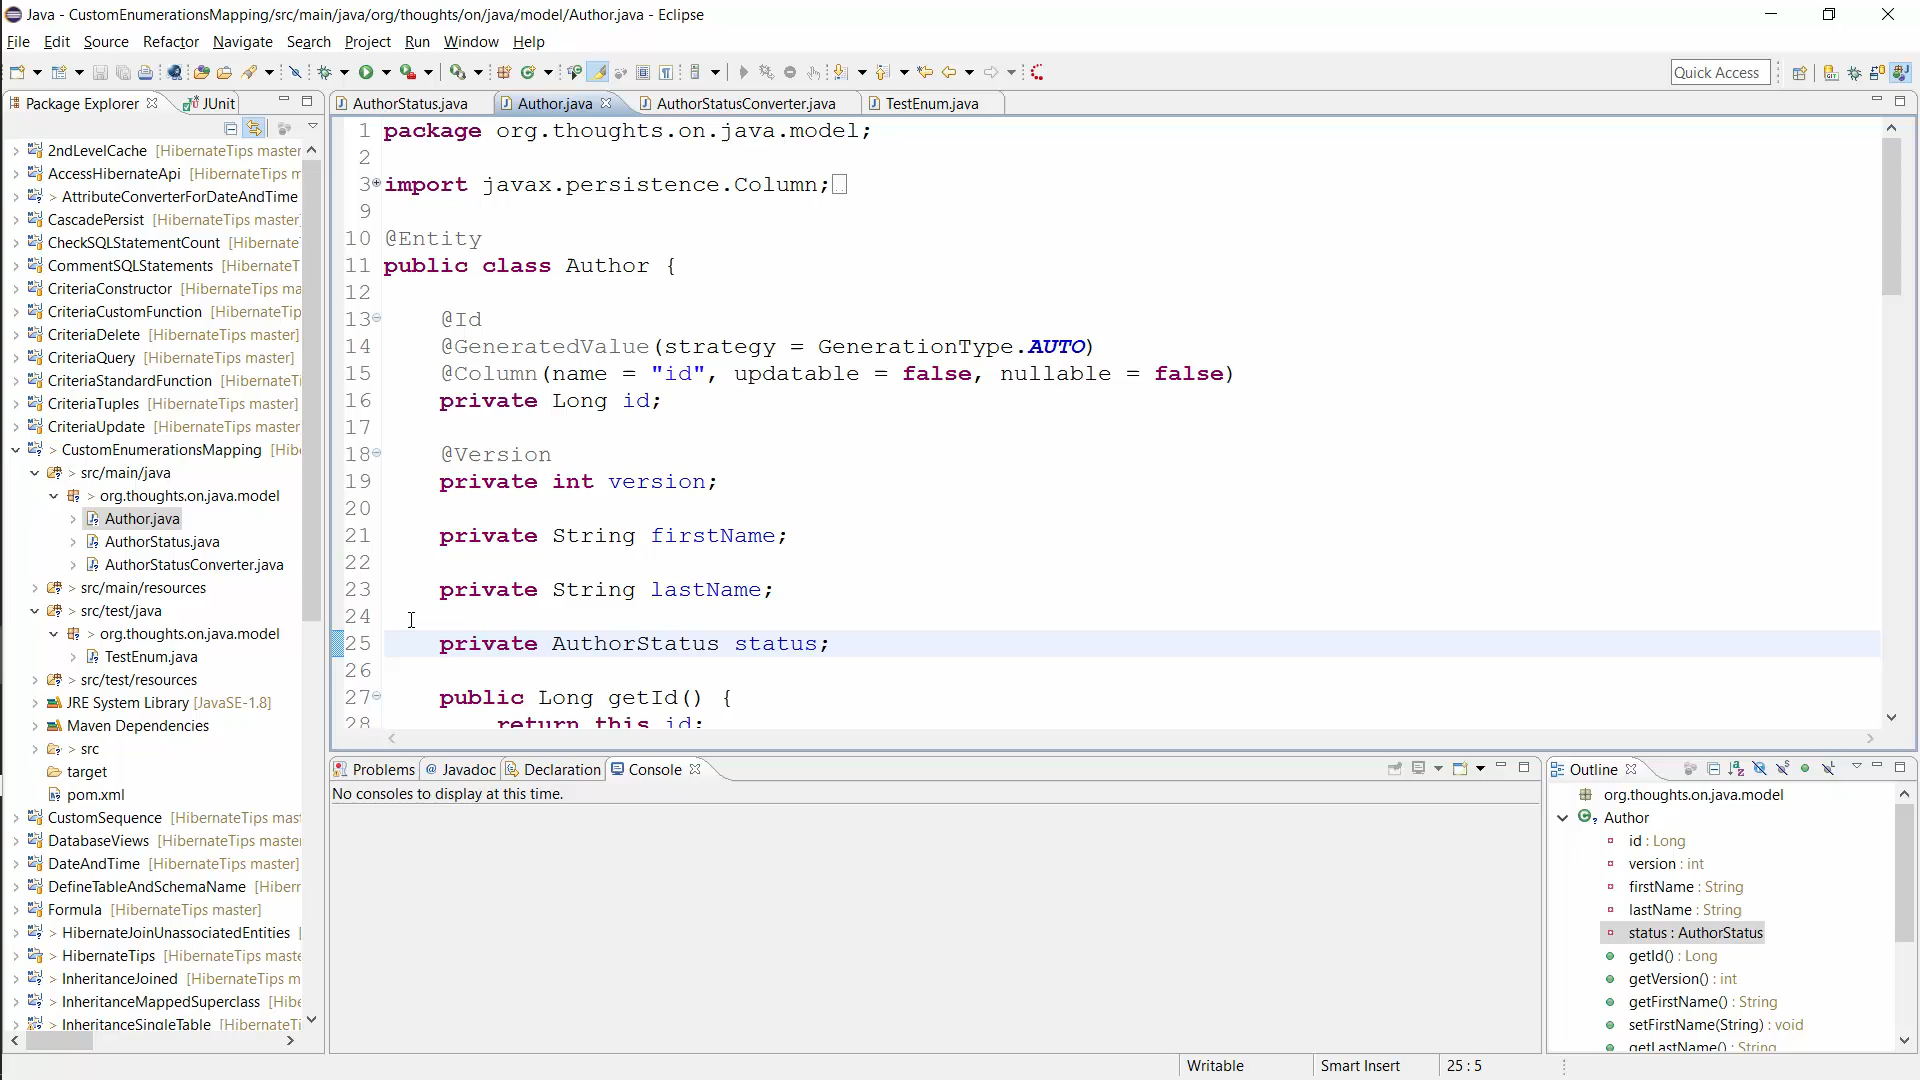 Java - CustomEnumerationsMapping/src/main/java/org/thoughts/on/java/model/Author.java - Eclipse
File Edit Source Refactor Navigate Search Project Run Window Help
Quick Access
Package Explorer JUnit
2ndLevelCache [HibernateTips master
AccessHibernateApi [HibernateTips master
> AttributeConverterForDateAndTime
CascadePersist [HibernateTips master]
CheckSQLStatementCount [Hibernate
CommentSQLStatements [HibernateT
CriteriaConstructor [HibernateTips ma
CriteriaCustomFunction [HibernateTip
CriteriaDelete [HibernateTips master]
CriteriaQuery [HibernateTips master]
CriteriaStandardFunction [HibernateTi
CriteriaTuples [HibernateTips master]
CriteriaUpdate [HibernateTips master]
> CustomEnumerationsMapping [Hib
> src/main/java
> org.thoughts.on.java.model
Author.java
AuthorStatus.java
AuthorStatusConverter.java
> src/main/resources
> src/test/java
> org.thoughts.on.java.model
TestEnum.java
> src/test/resources
JRE System Library [JavaSE-1.8]
Maven Dependencies
> src
target
pom.xml
CustomSequence [HibernateTips mas
DatabaseViews [HibernateTips master
DateAndTime [HibernateTips master]
DefineTableAndSchemaName [Hibern
Formula [HibernateTips master]
> HibernateJoinUnassociatedEntities
> HibernateTips [HibernateTips maste
> InheritanceJoined [HibernateTips m
> InheritanceMappedSuperclass [Hibe
> InheritanceSingleTable [HibernateTi
AuthorStatus.java Author.java AuthorStatusConverter.java TestEnum.java
1 package org.thoughts.on.java.model;
2
3 import javax.persistence.Column;
9
10 @Entity
11 public class Author {
12
13 @Id
14 @GeneratedValue(strategy = GenerationType.AUTO)
15 @Column(name = "id", updatable = false, nullable = false)
16 private Long id;
17
18 @Version
19 private int version;
20
21 private String firstName;
22
23 private String lastName;
24
25 private AuthorStatus status;
26
27 public Long getId() {
28 return this.id;
Problems @ Javadoc Declaration Console
No consoles to display at this time.
Outline
org.thoughts.on.java.model
Author
id : Long
version : int
firstName : String
lastName : String
status : AuthorStatus
getId() : Long
getVersion() : int
getFirstName() : String
setFirstName(String) : void
getLastName() : String
Writable Smart Insert 25 : 5